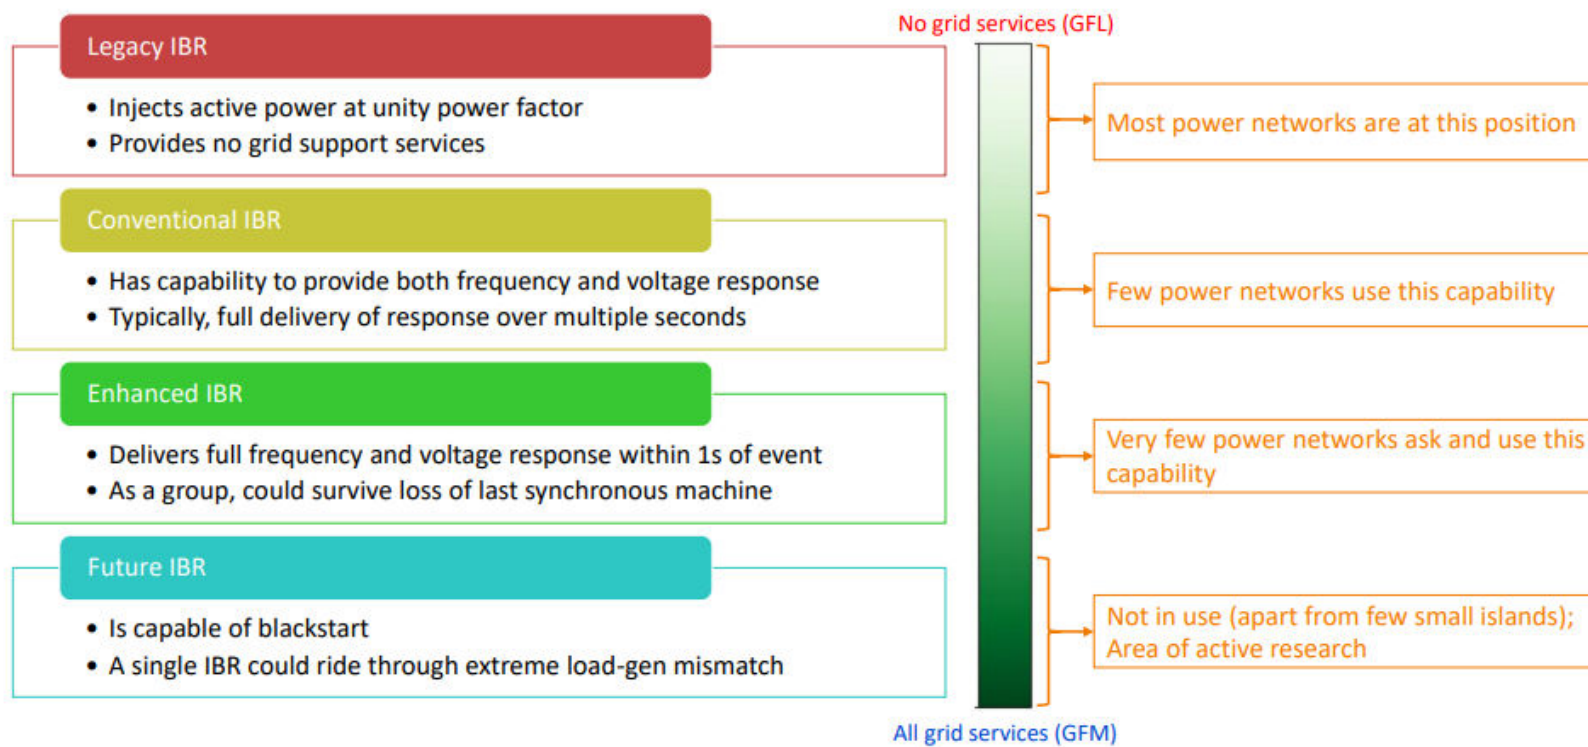 No grid services (GFL)
Legacy IBR
• Injects active power at unity power factor
• Provides no grid support services
Most power networks are at this position
Conventional IBR
• Has capability to provide both frequency and voltage response
• Typically, full delivery of response over multiple seconds
Few power networks use this capability
Enhanced IBR
• Delivers full frequency and voltage response within 1s of event
• As a group, could survive loss of last synchronous machine
Very few power networks ask and use this
capability
Future IBR
• Is capable of blackstart
• A single IBR could ride through extreme load-gen mismatch
Not in use (apart from few small islands);
Area of active research
All grid services (GFM)